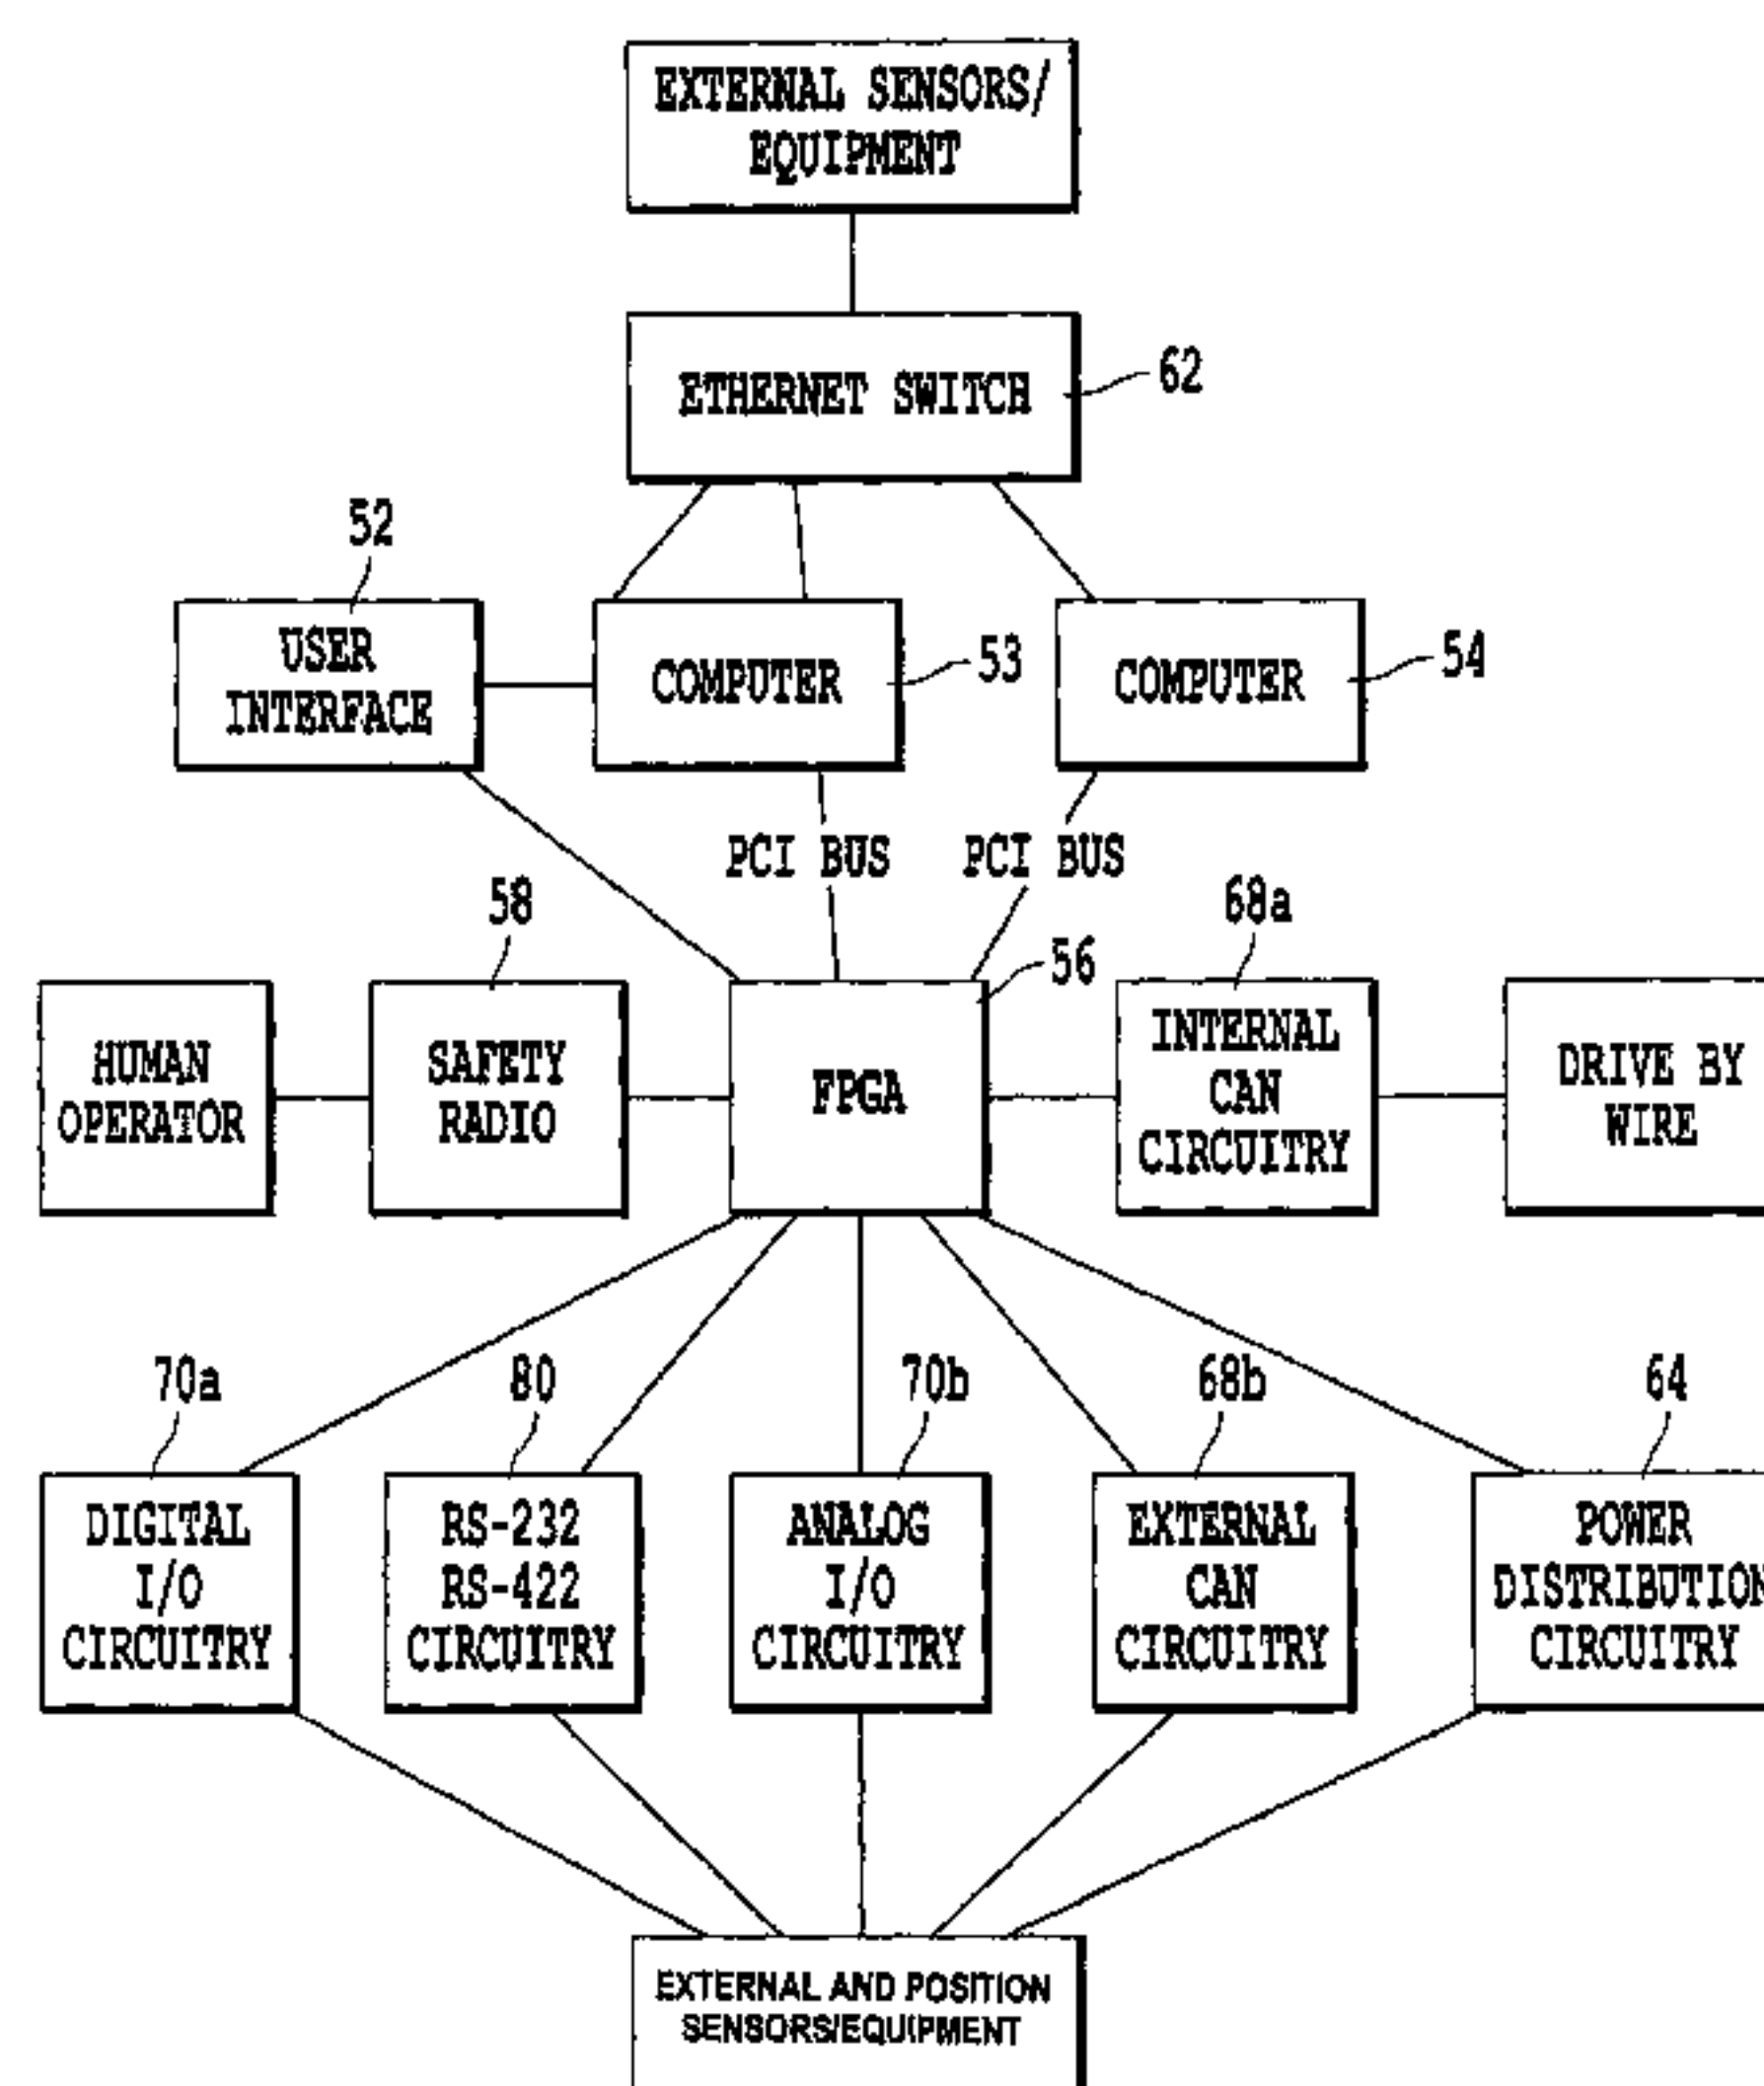 EXTERNAL SENSORS/
EQUIPMENT
ETHERNET SWITCH
62
52
USER
INTERFACE
COMPUTER
53
COMPUTER
54
PCI BUS
PCI BUS
58
56
68a
HUMAN
OPERATOR
SAFETY
RADIO
FPGA
INTERNAL
CAN
CIRCUITRY
DRIVE BY
WIRE
70a
80
70b
68b
64
DIGITAL
I/O
CIRCUITRY
RS-232
RS-422
CIRCUITRY
ANALOG
I/O
CIRCUITRY
EXTERNAL
CAN
CIRCUITRY
POWER
DISTRIBUTION
CIRCUITRY
EXTERNAL AND POSITION
SENSORS/EQUIPMENT